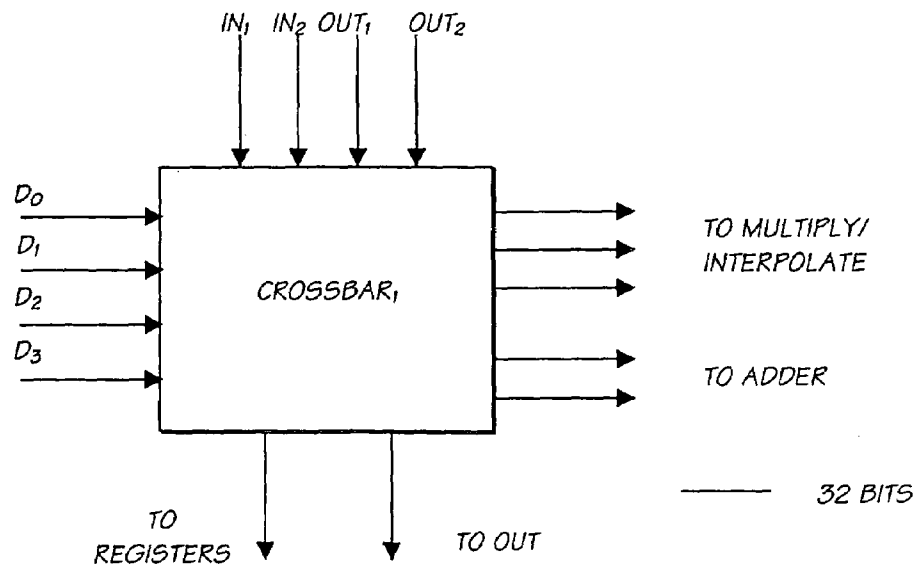 IN₁ IN₂ OUT₁ OUT₂
D₀
D₁
D₂
D₃
CROSSBAR₁
TO MULTIPLY/
INTERPOLATE
TO ADDER
32 BITS
TO
REGISTERS
TO OUT